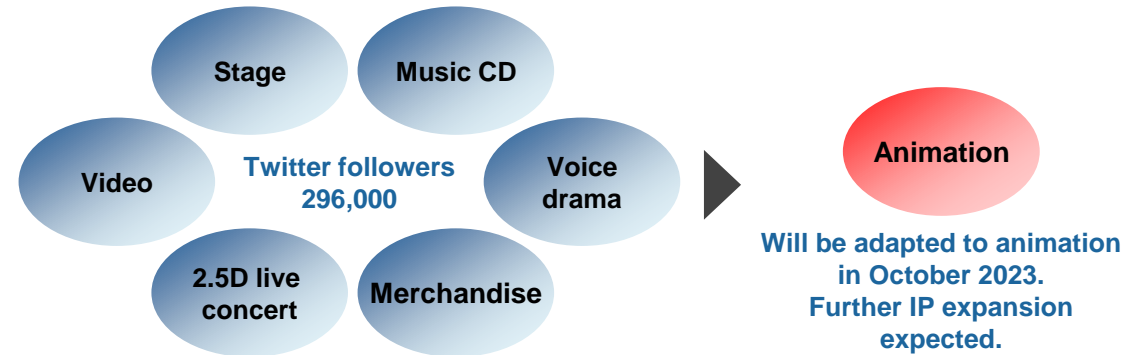 Stage
Music CD
Video
Twitter followers
296,000
Voice
drama
2.5D live
concert
Merchandise
Animation
Will be adapted to animation
in October 2023.
Further IP expansion
expected.